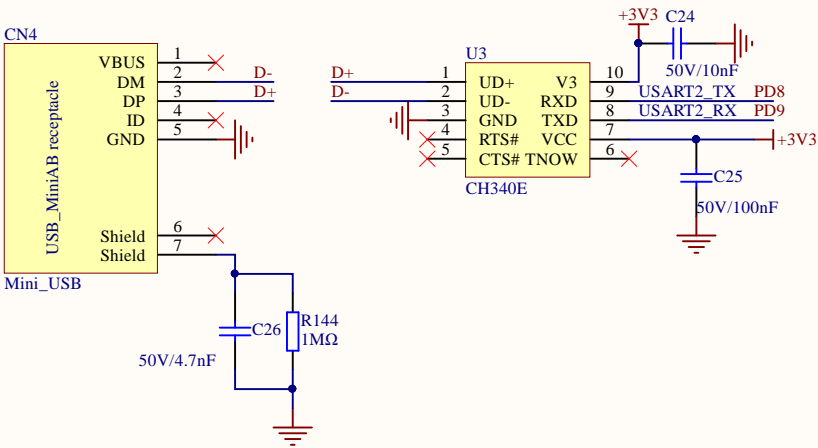 CN4
VBUS 1
DM 2 D-
DP 3 D+
ID 4
GND 5
USB_MiniAB receptacle
Shield 6
Shield 7
Mini_USB
C26
50V/4.7nF
R144
1MΩ
+3V3 C24
50V/10nF
U3
D+ 1 UD+ V3 10
D- 2 UD- RXD 9 USART2_TX PD8
3 GND TXD 8 USART2_RX PD9
4 RTS# VCC 7 +3V3
5 CTS# TNOW 6
CH340E
C25
50V/100nF